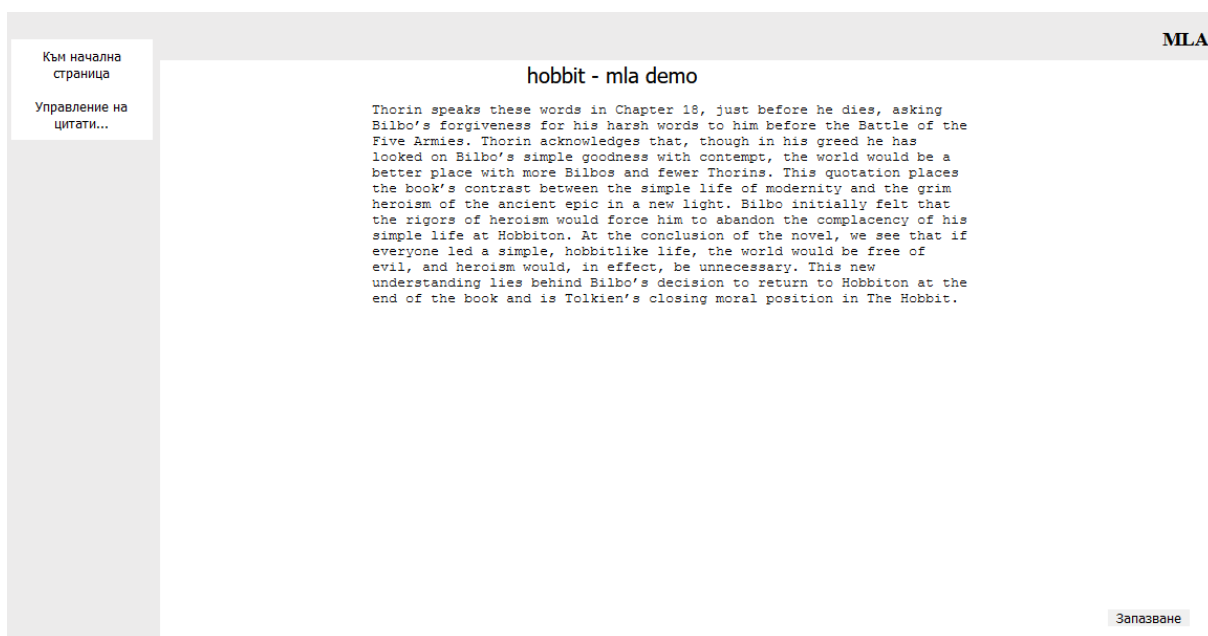 MLA
Към начална
страница
Управление на
цитати...
hobbit - mla demo
Thorin speaks these words in Chapter 18, just before he dies, asking
Bilbo’s forgiveness for his harsh words to him before the Battle of the
Five Armies. Thorin acknowledges that, though in his greed he has
looked on Bilbo’s simple goodness with contempt, the world would be a
better place with more Bilbos and fewer Thorins. This quotation places
the book’s contrast between the simple life of modernity and the grim
heroism of the ancient epic in a new light. Bilbo initially felt that
the rigors of heroism would force him to abandon the complacency of his
simple life at Hobbiton. At the conclusion of the novel, we see that if
everyone led a simple, hobbitlike life, the world would be free of
evil, and heroism would, in effect, be unnecessary. This new
understanding lies behind Bilbo’s decision to return to Hobbiton at the
end of the book and is Tolkien’s closing moral position in The Hobbit.
Запазване